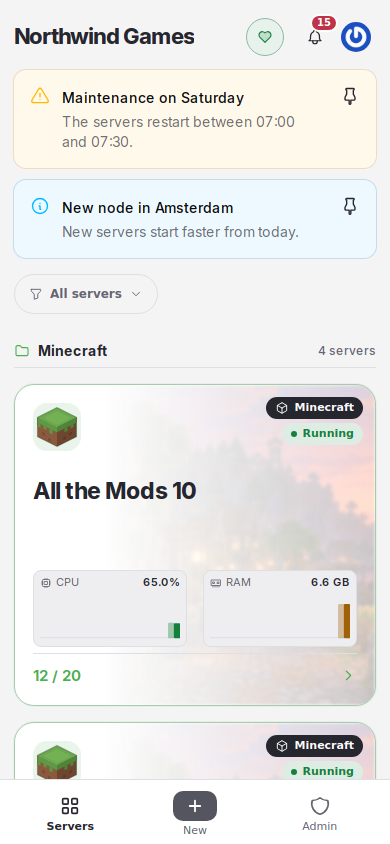 Northwind Games
15
Maintenance on Saturday
The servers restart between 07:00
and 07:30.
New node in Amsterdam
New servers start faster from today.
All servers
Minecraft
4 servers
Minecraft
Running
All the Mods 10
CPU
65.0%
RAM
6.6 GB
12 / 20
Minecraft
Running
Servers
New
Admin